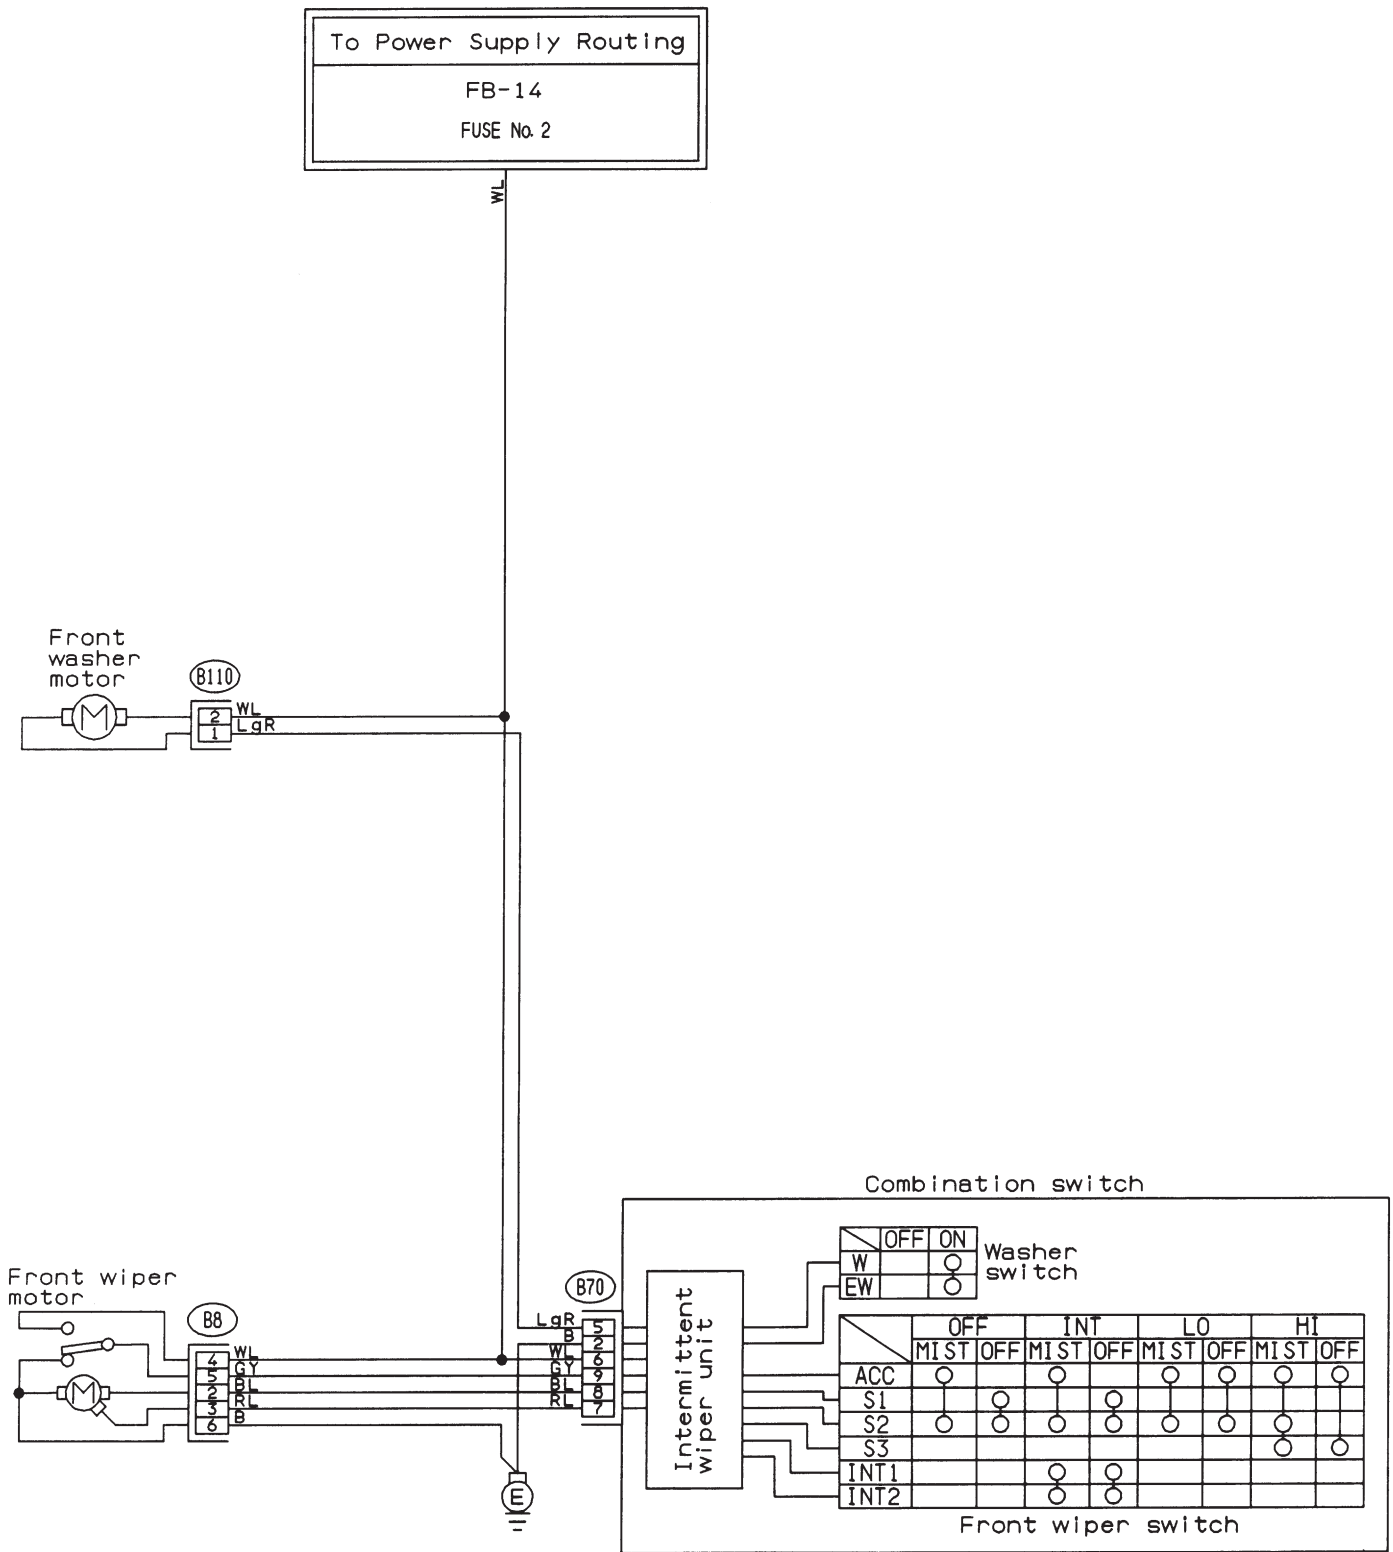 To Power Supply Routing
FB-14
FUSE No. 2
WL
Front
washer
motor
B110
M
2 WL
1 LgR
Combination switch
OFF ON
W
EW
Washer
switch
Front wiper
motor
B8
M
4 WL
5 GY
2 BL
3 RL
6 B
B70
LgR 5
B 2
WL 6
GY 9
BL 8
RL 7
E
Intermittent
wiper unit
OFF INT LO HI
MIST OFF MIST OFF MIST OFF MIST OFF
ACC
S1
S2
S3
INT1
INT2
Front wiper switch